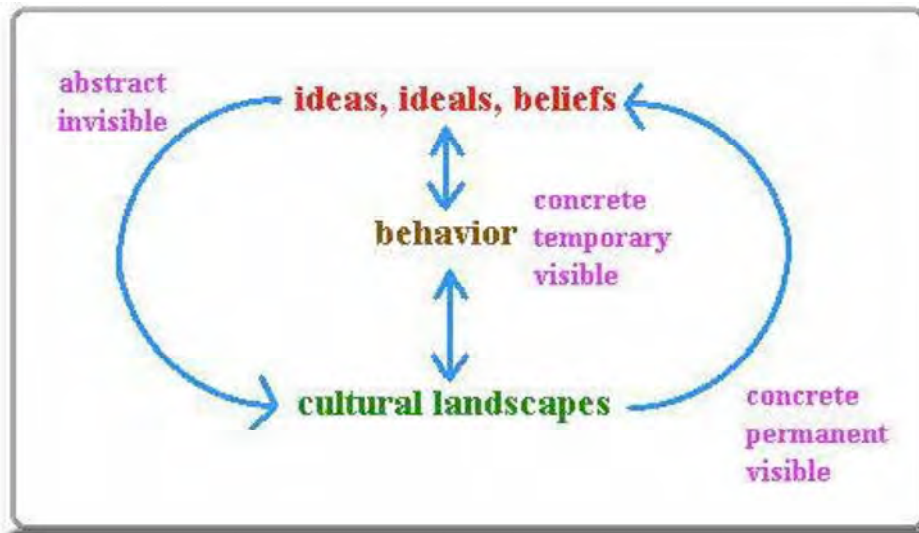 abstract
invisible
ideas, ideals, beliefs
behavior
concrete
temporary
visible
cultural landscapes
concrete
permanent
visible